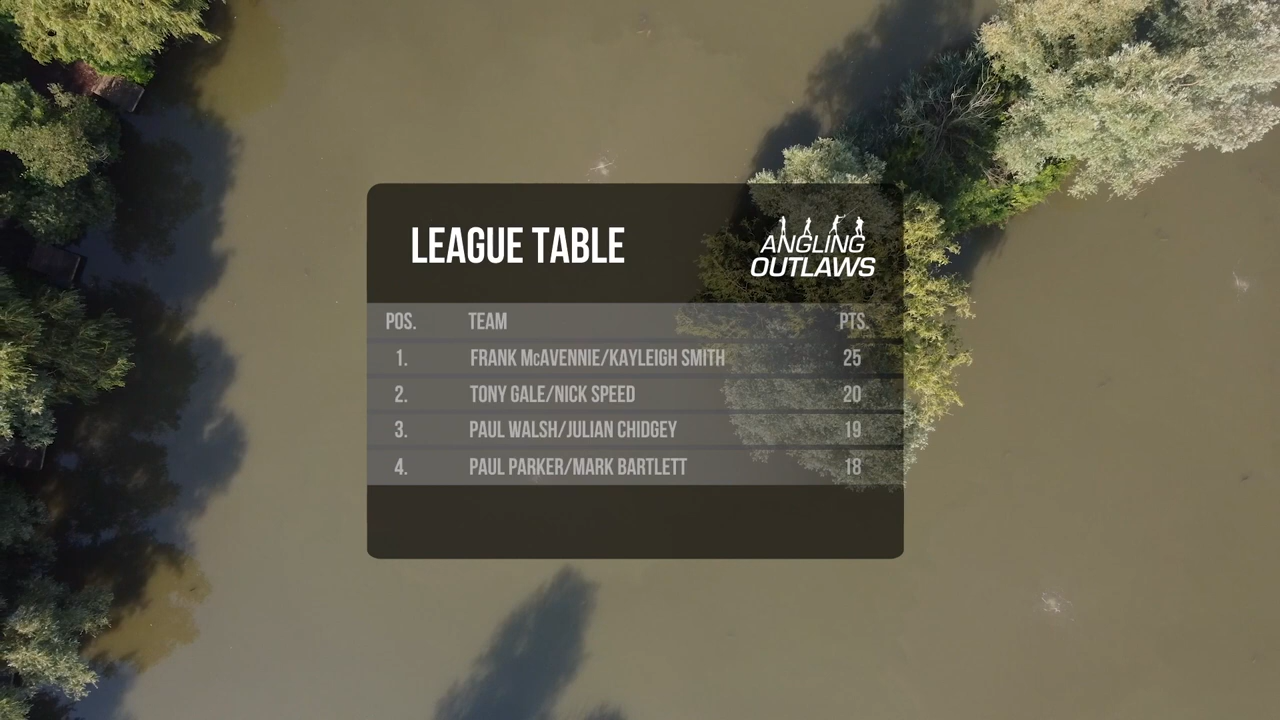 LEAGUE TABLE
ANGLING
OUTLAWS
POS. TEAM PTS.
1. FRANK McAVENNIE/KAYLEIGH SMITH 25
2. TONY GALE/NICK SPEED 20
3. PAUL WALSH/JULIAN CHIDGEY 19
4. PAUL PARKER/MARK BARTLETT 18